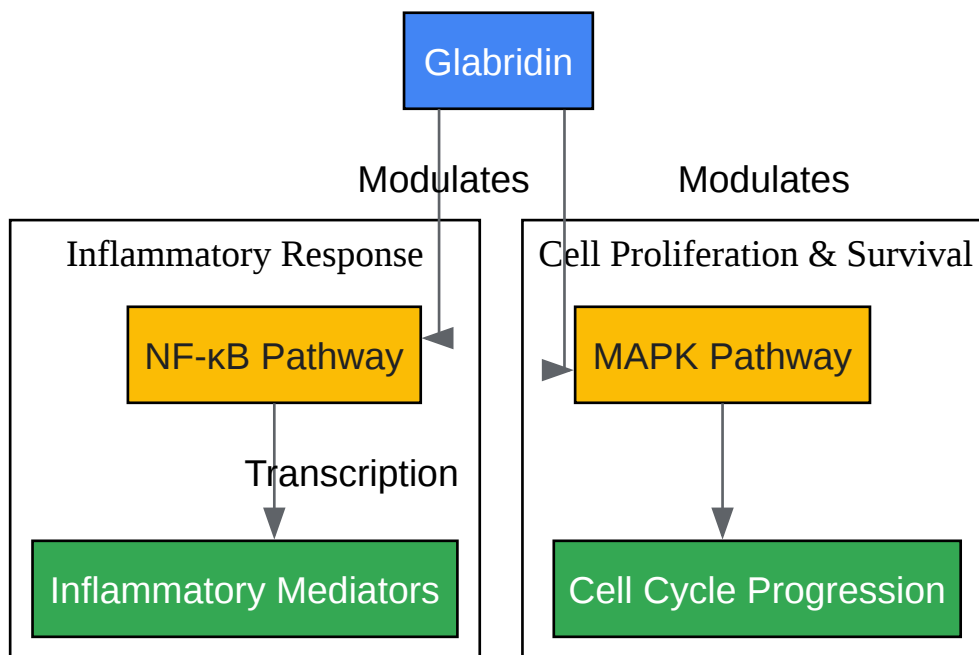 Glabridin
Modulates
Modulates
Inflammatory Response
Cell Proliferation & Survival
NF-κB Pathway
MAPK Pathway
Transcription
Inflammatory Mediators
Cell Cycle Progression